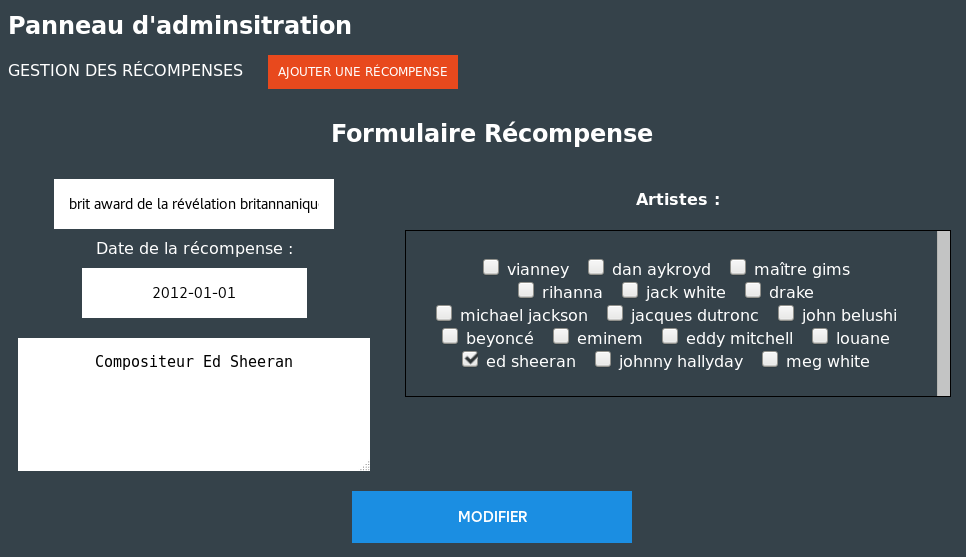 Panneau d'adminsitration
GESTION DES RÉCOMPENSES AJOUTER UNE RÉCOMPENSE
Formulaire Récompense
brit award de la révélation britannaniqu
Date de la récompense :
2012-01-01
Compositeur Ed Sheeran
Artistes :
vianney dan aykroyd maître gims
rihanna jack white drake
michael jackson jacques dutronc john belushi
beyoncé eminem eddy mitchell louane
ed sheeran johnny hallyday meg white
MODIFIER